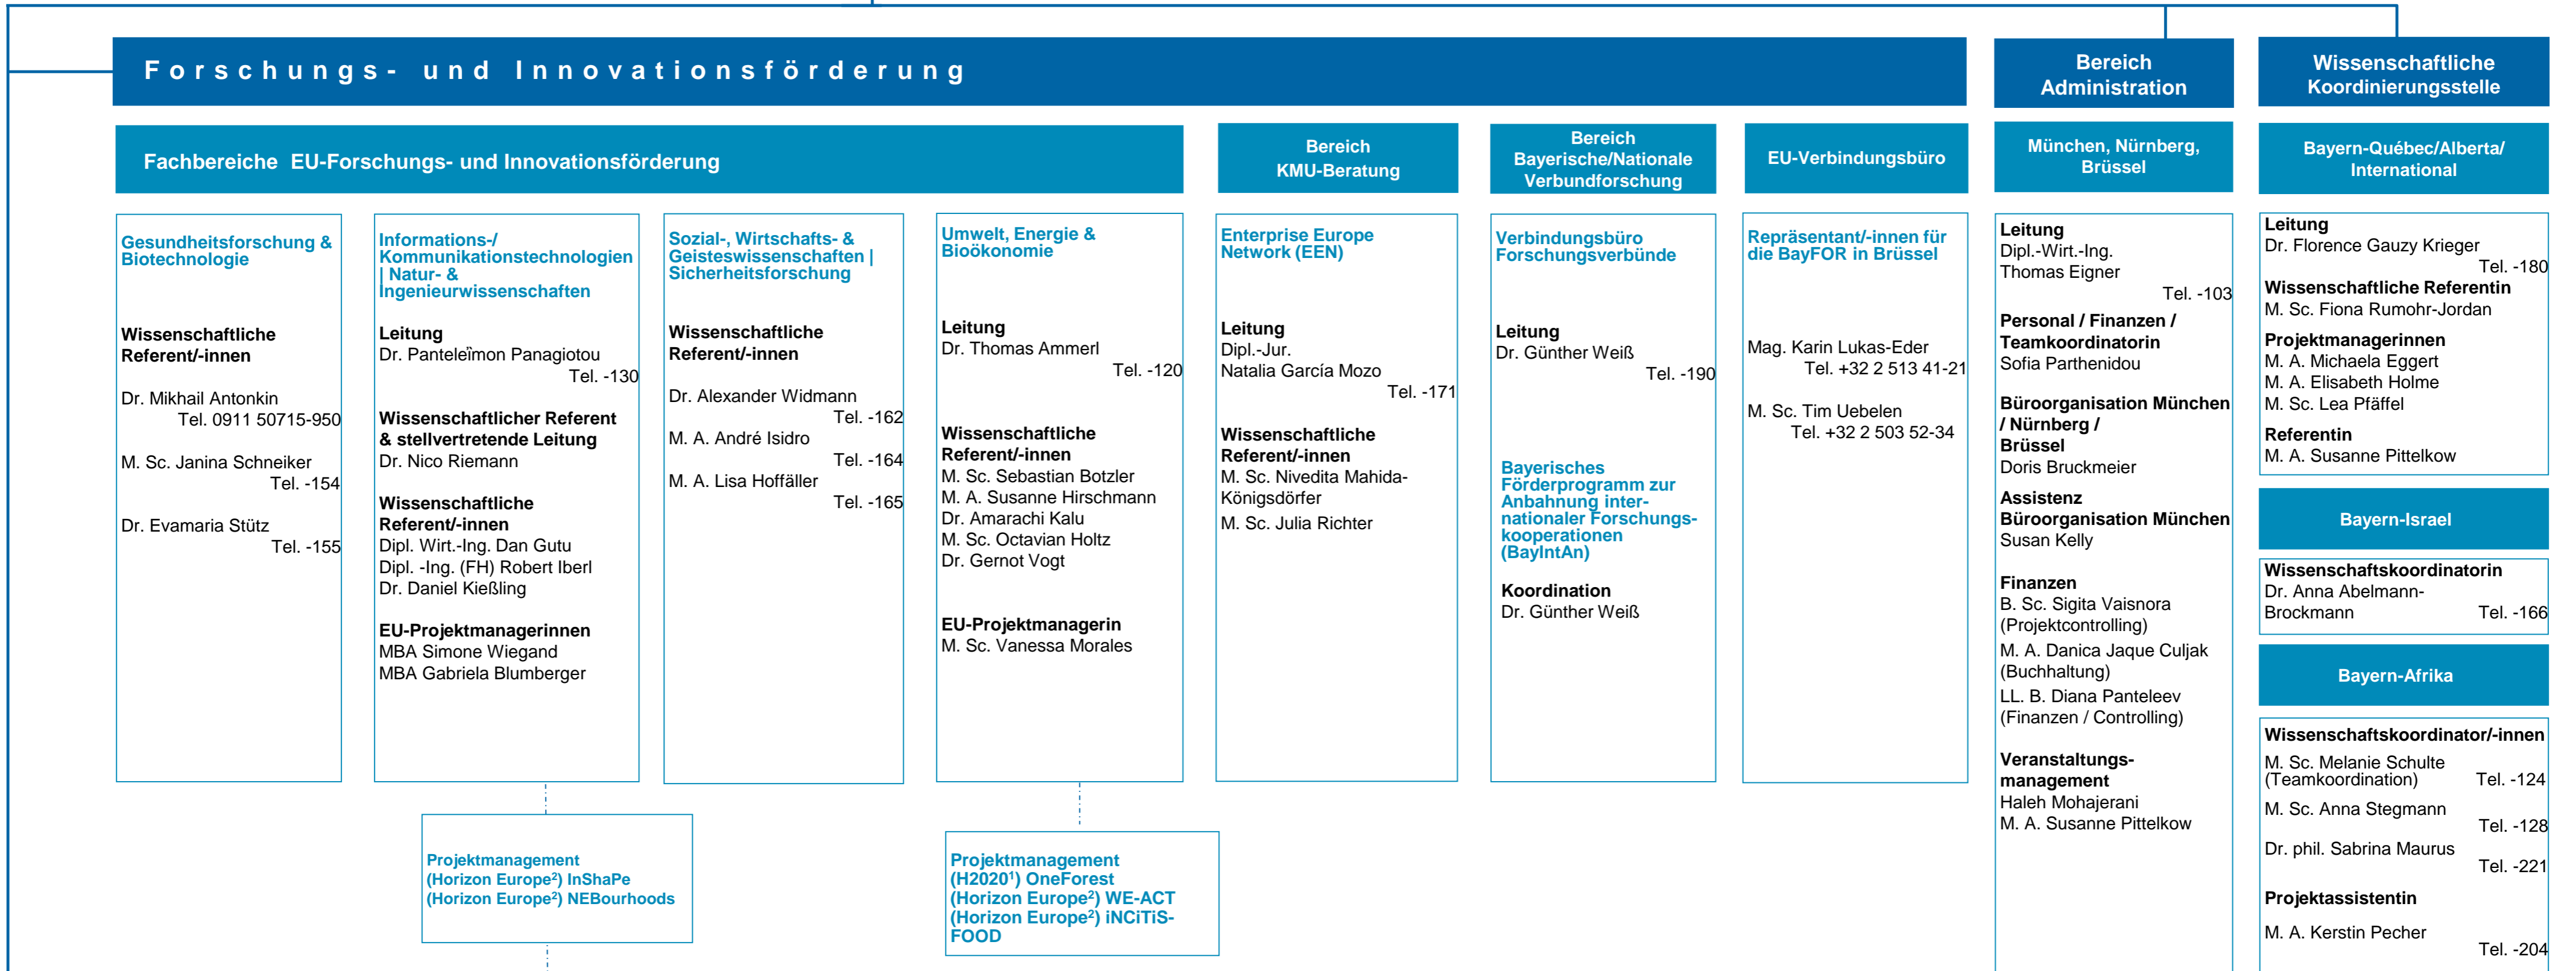 Forschungs- und Innovationsförderung
Bereich
Administration
Wissenschaftliche
Koordinierungsstelle
Fachbereiche EU-Forschungs- und Innovationsförderung
Bereich
KMU-Beratung
Bereich
Bayerische/Nationale
Verbundforschung
EU-Verbindungsbüro
München, Nürnberg,
Brüssel
Bayern-Québec/Alberta/
International
Gesundheitsforschung &
Biotechnologie
Wissenschaftliche
Referent/-innen
Dr. Mikhail Antonkin
Tel. 0911 50715-950
M. Sc. Janina Schneiker
Tel. -154
Dr. Evamaria Stütz
Tel. -155
Informations-/
Kommunikationstechnologien
| Natur- &
Ingenieurwissenschaften
Leitung
Dr. Panteleïmon Panagiotou
Tel. -130
Wissenschaftlicher Referent
& stellvertretende Leitung
Dr. Nico Riemann
Wissenschaftliche
Referent/-innen
Dipl. Wirt.-Ing. Dan Gutu
Dipl. -Ing. (FH) Robert Iberl
Dr. Daniel Kießling
EU-Projektmanagerinnen
MBA Simone Wiegand
MBA Gabriela Blumberger
Projektmanagement
(Horizon Europe²) InShaPe
(Horizon Europe²) NEBourhoods
Sozial-, Wirtschafts- &
Geisteswissenschaften |
Sicherheitsforschung
Wissenschaftliche
Referent/-innen
Dr. Alexander Widmann
Tel. -162
M. A. André Isidro
Tel. -164
M. A. Lisa Hoffäller
Tel. -165
Umwelt, Energie &
Bioökonomie
Leitung
Dr. Thomas Ammerl
Tel. -120
Wissenschaftliche
Referent/-innen
M. Sc. Sebastian Botzler
M. A. Susanne Hirschmann
Dr. Amarachi Kalu
M. Sc. Octavian Holtz
Dr. Gernot Vogt
EU-Projektmanagerin
M. Sc. Vanessa Morales
Projektmanagement
(H2020¹) OneForest
(Horizon Europe²) WE-ACT
(Horizon Europe²) iNCiTiS-
FOOD
Enterprise Europe
Network (EEN)
Leitung
Dipl.-Jur.
Natalia García Mozo
Tel. -171
Wissenschaftliche
Referent/-innen
M. Sc. Nivedita Mahida-
Königsdörfer
M. Sc. Julia Richter
Verbindungsbüro
Forschungsverbünde
Leitung
Dr. Günther Weiß
Tel. -190
Bayerisches
Förderprogramm zur
Anbahnung inter-
nationaler Forschungs-
kooperationen
(BayIntAn)
Koordination
Dr. Günther Weiß
Repräsentant/-innen für
die BayFOR in Brüssel
Mag. Karin Lukas-Eder
Tel. +32 2 513 41-21
M. Sc. Tim Uebelen
Tel. +32 2 503 52-34
Leitung
Dipl.-Wirt.-Ing.
Thomas Eigner
Tel. -103
Personal / Finanzen /
Teamkoordinatorin
Sofia Parthenidou
Büroorganisation München
/ Nürnberg /
Brüssel
Doris Bruckmeier
Assistenz
Büroorganisation München
Susan Kelly
Finanzen
B. Sc. Sigita Vaisnora
(Projektcontrolling)
M. A. Danica Jaque Culjak
(Buchhaltung)
LL. B. Diana Panteleev
(Finanzen / Controlling)
Veranstaltungs-
management
Haleh Mohajerani
M. A. Susanne Pittelkow
Leitung
Dr. Florence Gauzy Krieger
Tel. -180
Wissenschaftliche Referentin
M. Sc. Fiona Rumohr-Jordan
Projektmanagerinnen
M. A. Michaela Eggert
M. A. Elisabeth Holme
M. Sc. Lea Pfäffel
Referentin
M. A. Susanne Pittelkow
Bayern-Israel
Wissenschaftskoordinatorin
Dr. Anna Abelmann-
Brockmann Tel. -166
Bayern-Afrika
Wissenschaftskoordinator/-innen
M. Sc. Melanie Schulte
(Teamkoordination) Tel. -124
M. Sc. Anna Stegmann
Tel. -128
Dr. phil. Sabrina Maurus
Tel. -221
Projektassistentin
M. A. Kerstin Pecher
Tel. -204